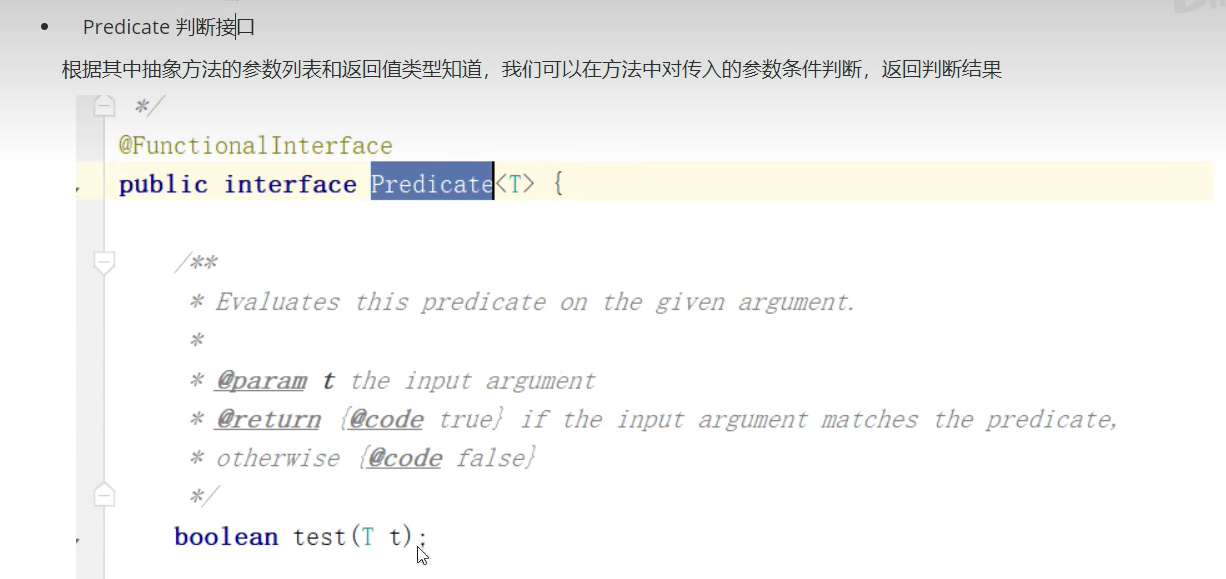 • Predicate 判断接口
根据其中抽象方法的参数列表和返回值类型知道，我们可以在方法中对传入的参数条件判断，返回判断结果
*/
@FunctionalInterface
public interface Predicate<T> {
/**
* Evaluates this predicate on the given argument.
*
* @param t the input argument
* @return {@code true} if the input argument matches the predicate,
* otherwise {@code false}
*/
boolean test(T t);